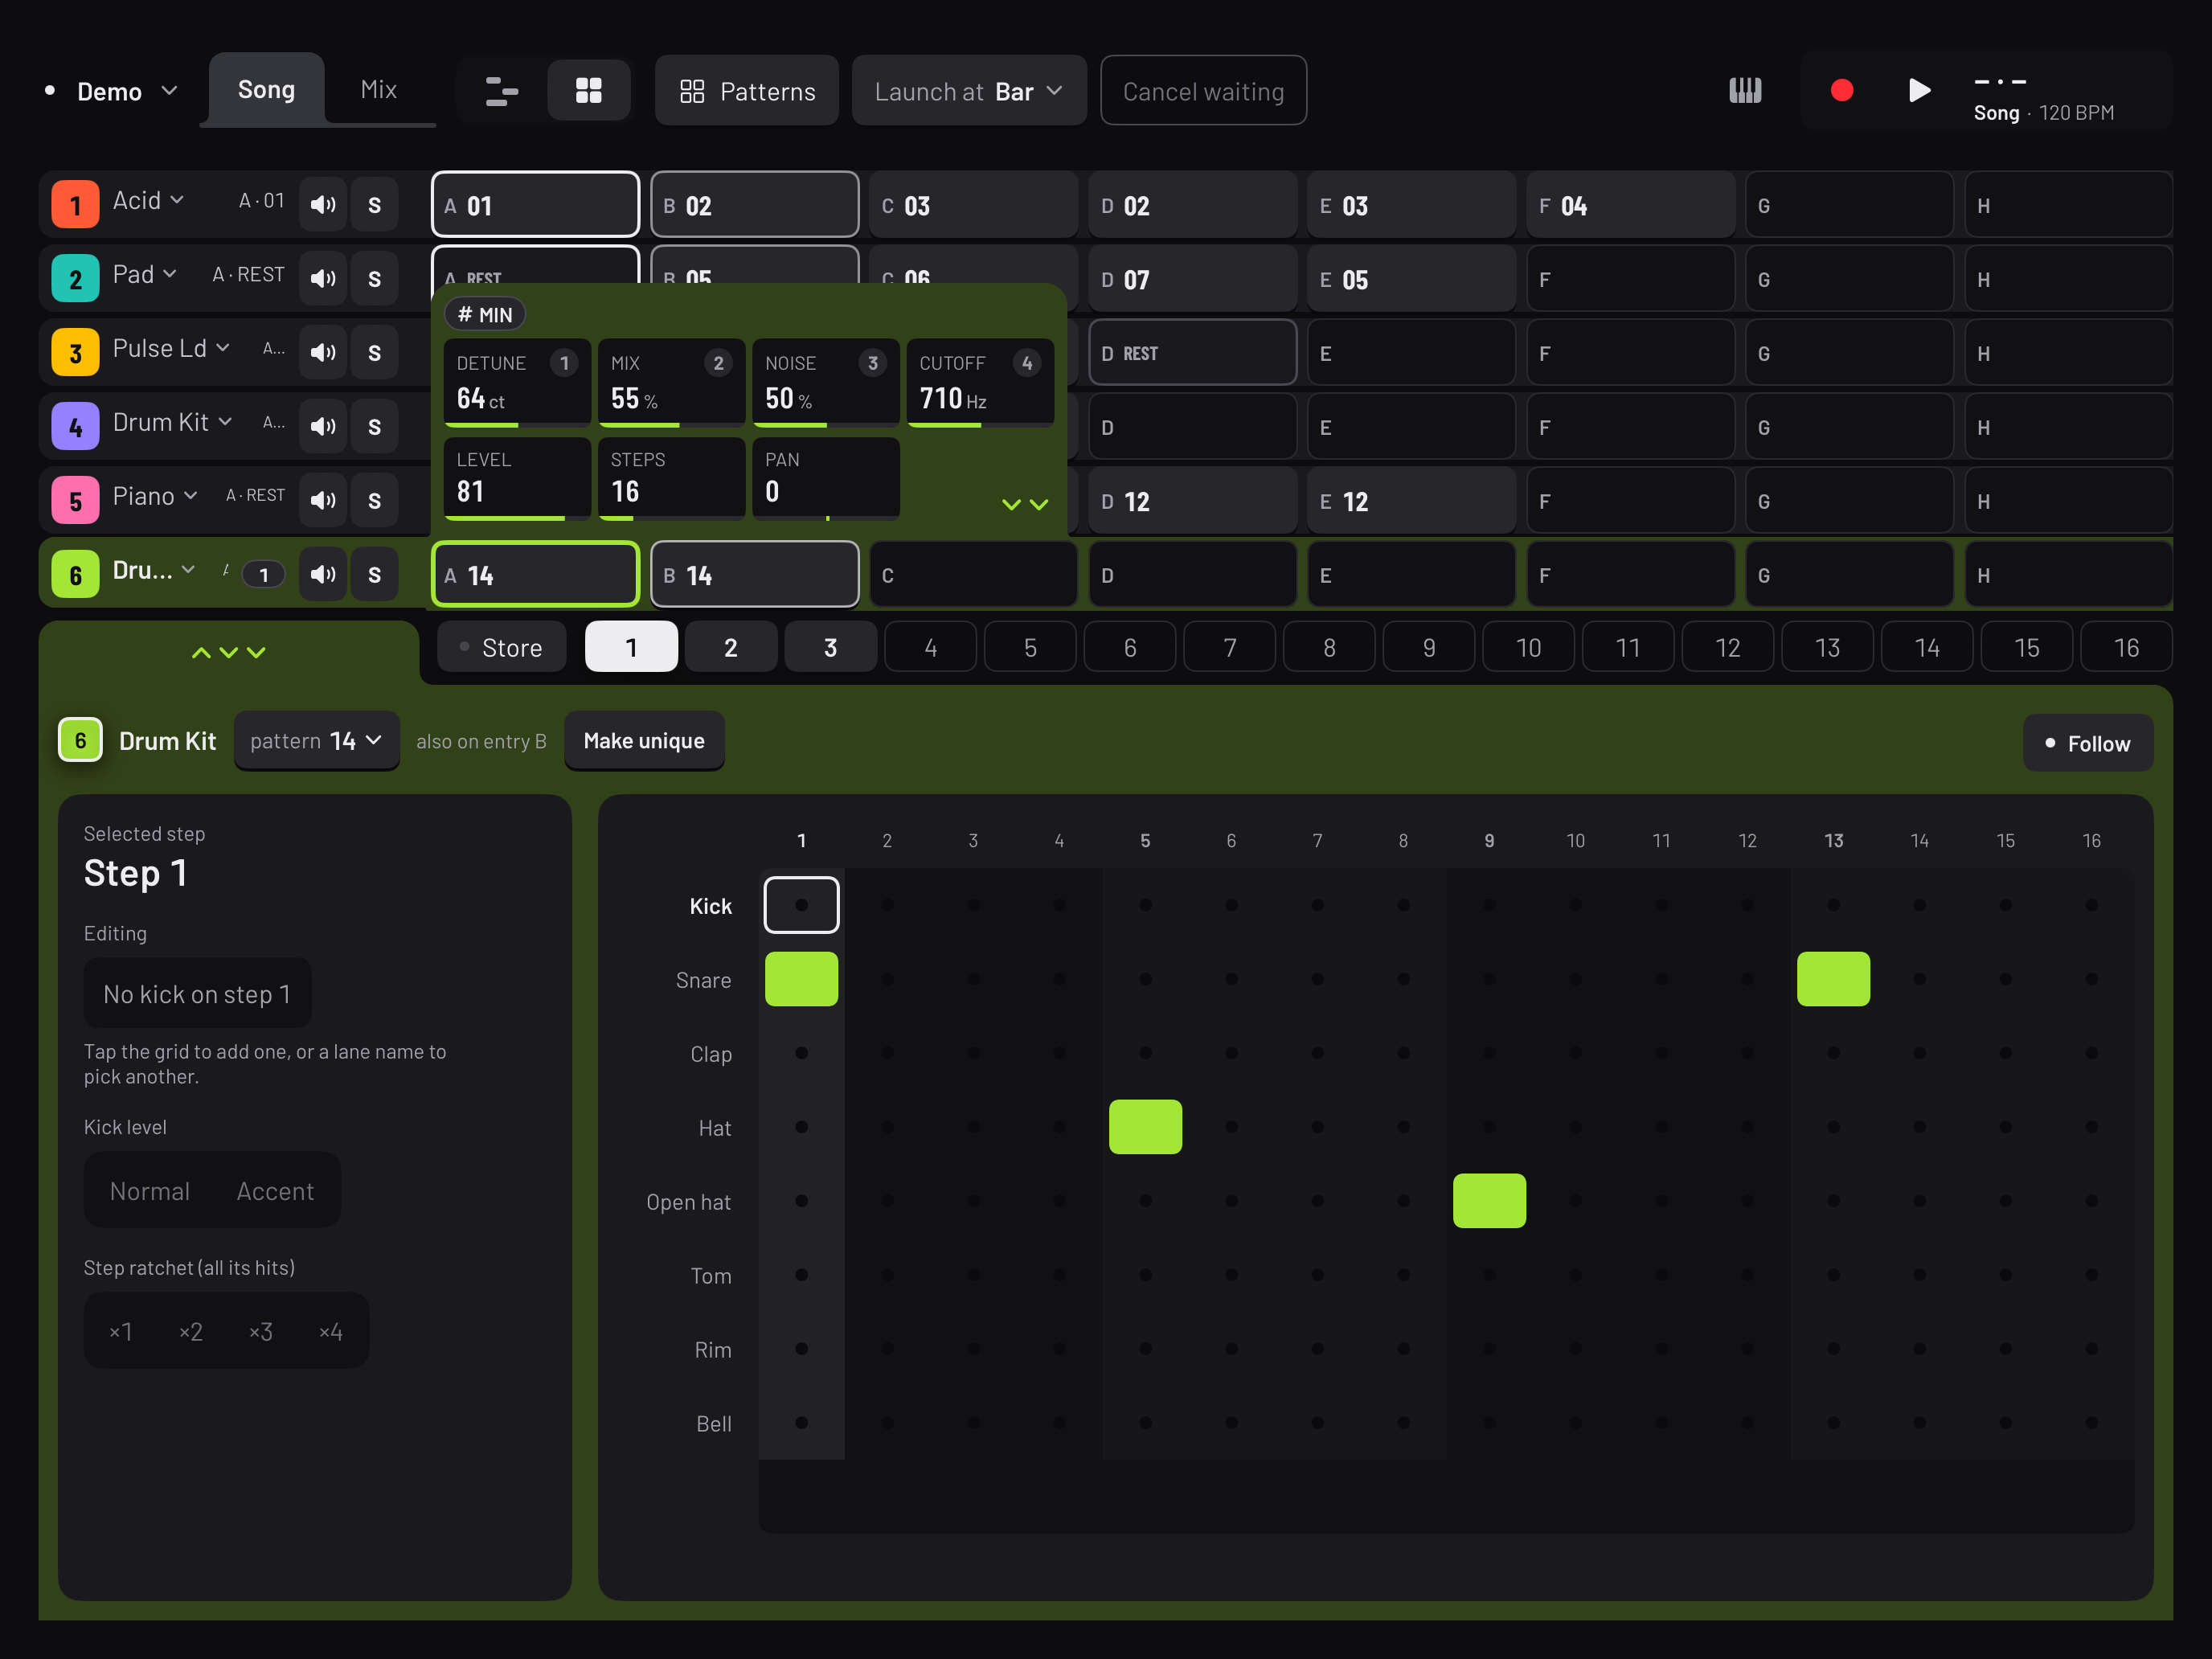 Demo Song Mix Patterns Launch at Bar Cancel waiting
Song · 120 BPM
1 Acid A · 01 S A 01 B 02 C 03 D 02 E 03 F 04 G H
2 Pad A · REST S A REST B 05 C 06 D 07 E 05 F G H
# MIN
3 Pulse Ld A... S D REST E F G H
DETUNE 1 MIX 2 NOISE 3 CUTOFF 4
64 ct 55 % 50 % 710 Hz
4 Drum Kit A... S D E F G H
LEVEL STEPS PAN
81 16 0
5 Piano A · REST S D 12 E 12 F G H
6 Dru... 1 S A 14 B 14 C D E F G H
Store 1 2 3 4 5 6 7 8 9 10 11 12 13 14 15 16
6 Drum Kit pattern 14 also on entry B Make unique Follow
Selected step
Step 1
Editing
No kick on step 1
Tap the grid to add one, or a lane name to
pick another.
Kick level
Normal Accent
Step ratchet (all its hits)
×1 ×2 ×3 ×4
1 2 3 4 5 6 7 8 9 10 11 12 13 14 15 16
Kick
Snare
Clap
Hat
Open hat
Tom
Rim
Bell